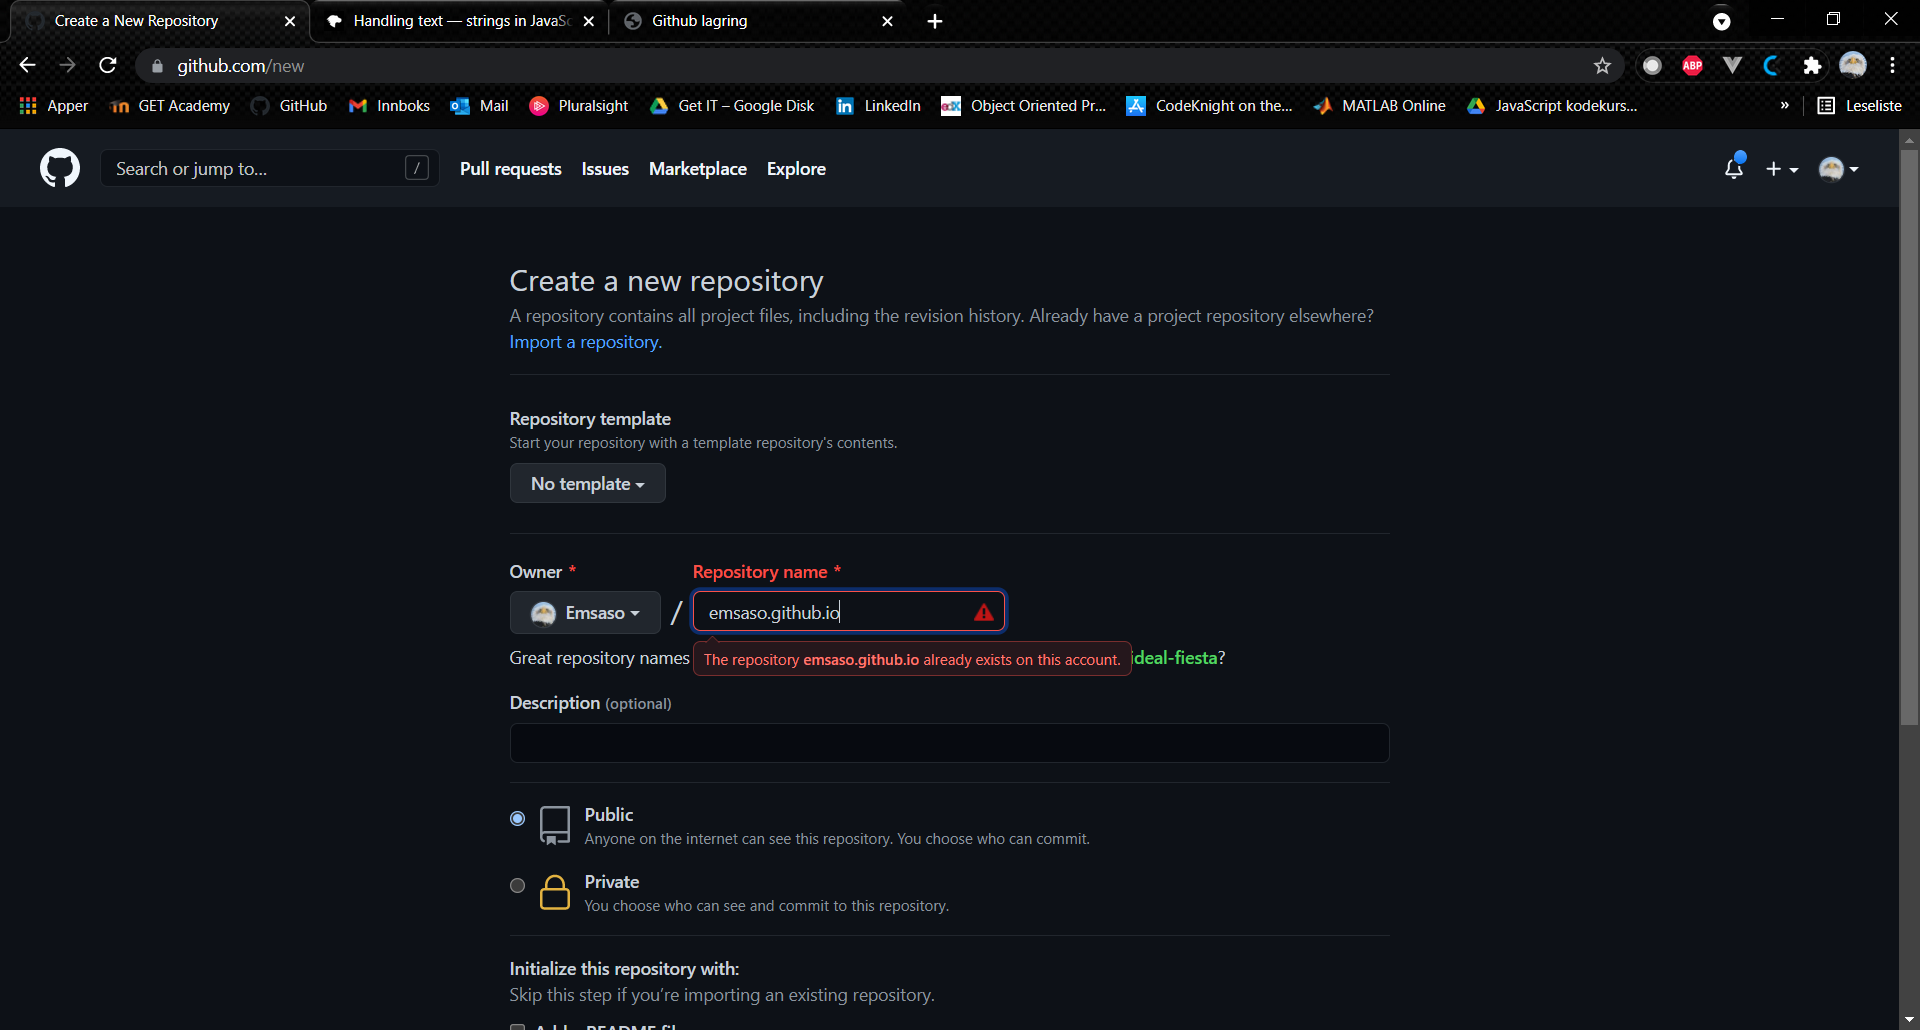 Create a New Repository
Handling text — strings in JavaSc
Github lagring
github.com/new
ABP
Apper
GET Academy
GitHub
Innboks
Mail
Pluralsight
Get IT – Google Disk
LinkedIn
Object Oriented Pr...
CodeKnight on the...
MATLAB Online
JavaScript kodekurs...
»
Leseliste
Search or jump to...
/
Pull requests
Issues
Marketplace
Explore
Create a new repository
A repository contains all project files, including the revision history. Already have a project repository elsewhere?
Import a repository.
Repository template
Start your repository with a template repository's contents.
No template
Owner *
Repository name *
Emsaso
/
emsaso.github.io
Great repository names
The repository emsaso.github.io already exists on this account.
ideal-fiesta?
Description (optional)
Public
Anyone on the internet can see this repository. You choose who can commit.
Private
You choose who can see and commit to this repository.
Initialize this repository with:
Skip this step if you're importing an existing repository.